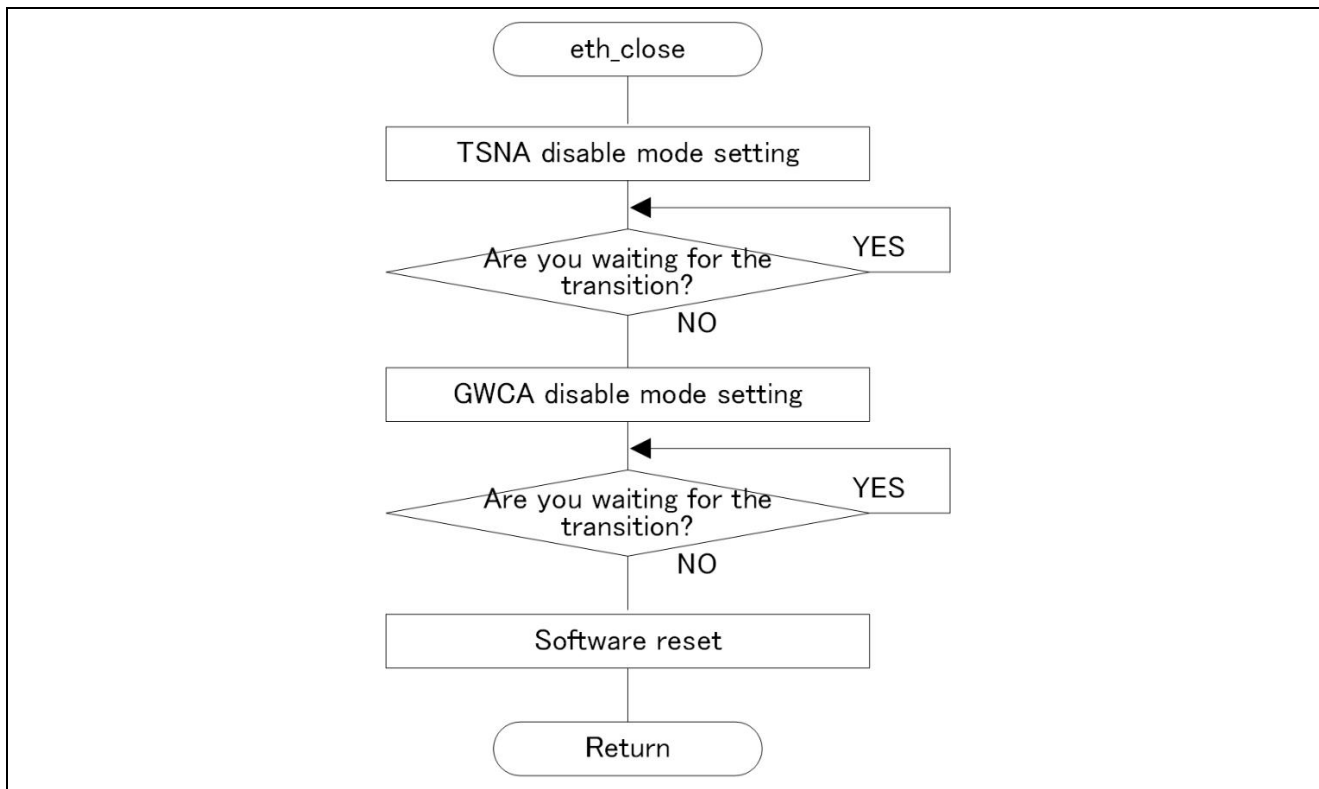 eth_close
TSNA disable mode setting
YES
Are you waiting for the
transition?
NO
GWCA disable mode setting
YES
Are you waiting for the
transition?
NO
Software reset
Return